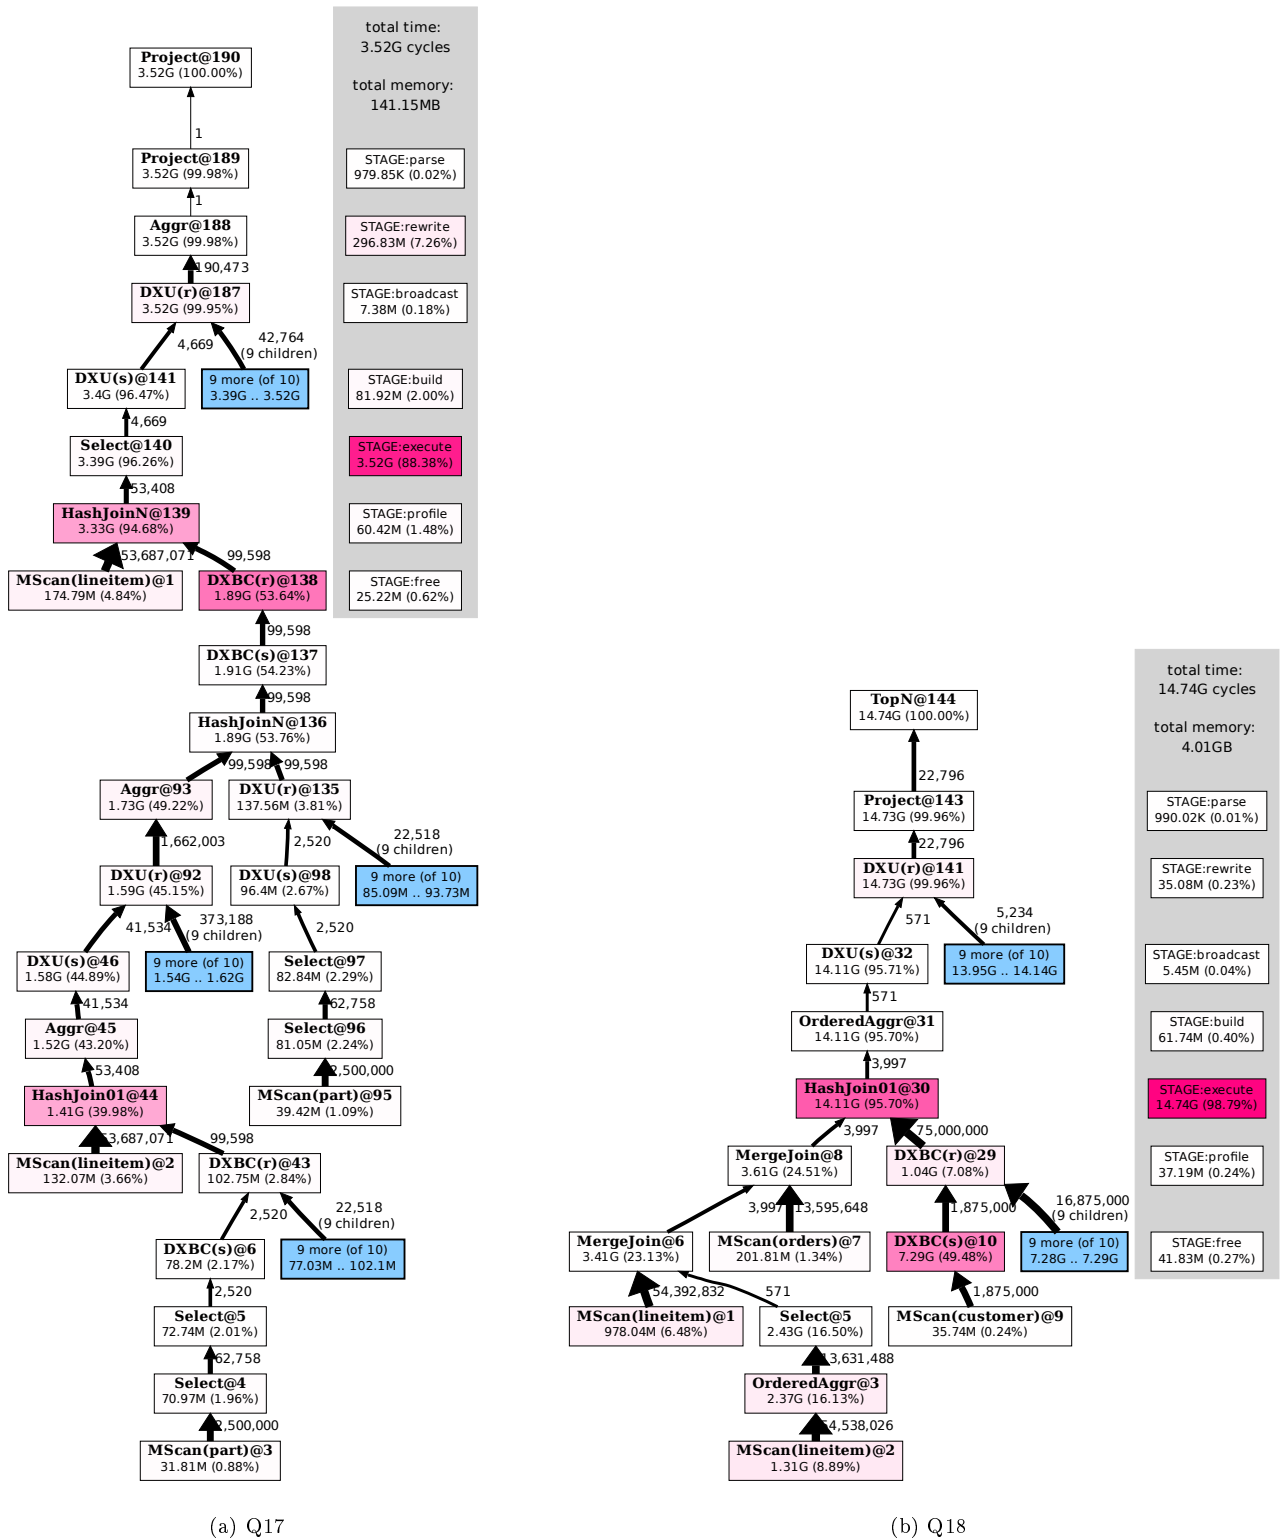 Project@190
3.52G (100.00%)
1
Project@189
3.52G (99.98%)
1
Aggr@188
3.52G (99.98%)
190,473
DXU(r)@187
3.52G (99.95%)
4,669
42,764
(9 children)
DXU(s)@141
3.4G (96.47%)
9 more (of 10)
3.39G .. 3.52G
4,669
Select@140
3.39G (96.26%)
53,408
HashJoinN@139
3.33G (94.68%)
53,687,071
99,598
MScan(lineitem)@1
174.79M (4.84%)
DXBC(r)@138
1.89G (53.64%)
99,598
DXBC(s)@137
1.91G (54.23%)
99,598
HashJoinN@136
1.89G (53.76%)
99,598
99,598
Aggr@93
1.73G (49.22%)
DXU(r)@135
137.56M (3.81%)
1,662,003
2,520
22,518
(9 children)
DXU(r)@92
1.59G (45.15%)
DXU(s)@98
96.4M (2.67%)
9 more (of 10)
85.09M .. 93.73M
41,534
373,188
(9 children)
2,520
DXU(s)@46
1.58G (44.89%)
9 more (of 10)
1.54G .. 1.62G
Select@97
82.84M (2.29%)
41,534
62,758
Aggr@45
1.52G (43.20%)
Select@96
81.05M (2.24%)
53,408
2,500,000
HashJoin01@44
1.41G (39.98%)
MScan(part)@95
39.42M (1.09%)
53,687,071
99,598
MScan(lineitem)@2
132.07M (3.66%)
DXBC(r)@43
102.75M (2.84%)
2,520
22,518
(9 children)
DXBC(s)@6
78.2M (2.17%)
9 more (of 10)
77.03M .. 102.1M
2,520
Select@5
72.74M (2.01%)
62,758
Select@4
70.97M (1.96%)
2,500,000
MScan(part)@3
31.81M (0.88%)
total time:
3.52G cycles
total memory:
141.15MB
STAGE:parse
979.85K (0.02%)
STAGE:rewrite
296.83M (7.26%)
STAGE:broadcast
7.38M (0.18%)
STAGE:build
81.92M (2.00%)
STAGE:execute
3.52G (88.38%)
STAGE:profile
60.42M (1.48%)
STAGE:free
25.22M (0.62%)
(a) Q17
TopN@144
14.74G (100.00%)
22,796
Project@143
14.73G (99.96%)
22,796
DXU(r)@141
14.73G (99.96%)
571
5,234
(9 children)
DXU(s)@32
14.11G (95.71%)
9 more (of 10)
13.95G .. 14.14G
571
OrderedAggr@31
14.11G (95.70%)
3,997
HashJoin01@30
14.11G (95.70%)
3,997
75,000,000
MergeJoin@8
3.61G (24.51%)
DXBC(r)@29
1.04G (7.08%)
3,997
13,595,648
1,875,000
16,875,000
(9 children)
MergeJoin@6
3.41G (23.13%)
MScan(orders)@7
201.81M (1.34%)
DXBC(s)@10
7.29G (49.48%)
9 more (of 10)
7.28G .. 7.29G
54,392,832
571
1,875,000
MScan(lineitem)@1
978.04M (6.48%)
Select@5
2.43G (16.50%)
MScan(customer)@9
35.74M (0.24%)
13,631,488
OrderedAggr@3
2.37G (16.13%)
54,538,026
MScan(lineitem)@2
1.31G (8.89%)
total time:
14.74G cycles
total memory:
4.01GB
STAGE:parse
990.02K (0.01%)
STAGE:rewrite
35.08M (0.23%)
STAGE:broadcast
5.45M (0.04%)
STAGE:build
61.74M (0.40%)
STAGE:execute
14.74G (98.79%)
STAGE:profile
37.19M (0.24%)
STAGE:free
41.83M (0.27%)
(b) Q18